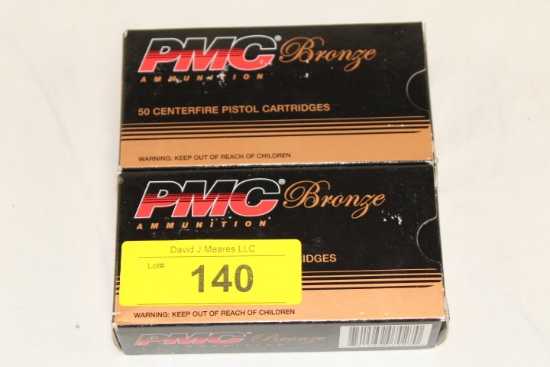 PMC® Bronze
AMMUNITION
50 CENTERFIRE PISTOL CARTRIDGES
WARNING: KEEP OUT OF REACH OF CHILDREN
PMC® Bronze
AMMUNITION
David J Meares LLC
Lot#:
140
RIDGES
WARNING: KEEP OUT OF REACH OF CHILDREN
PMC® Bronze